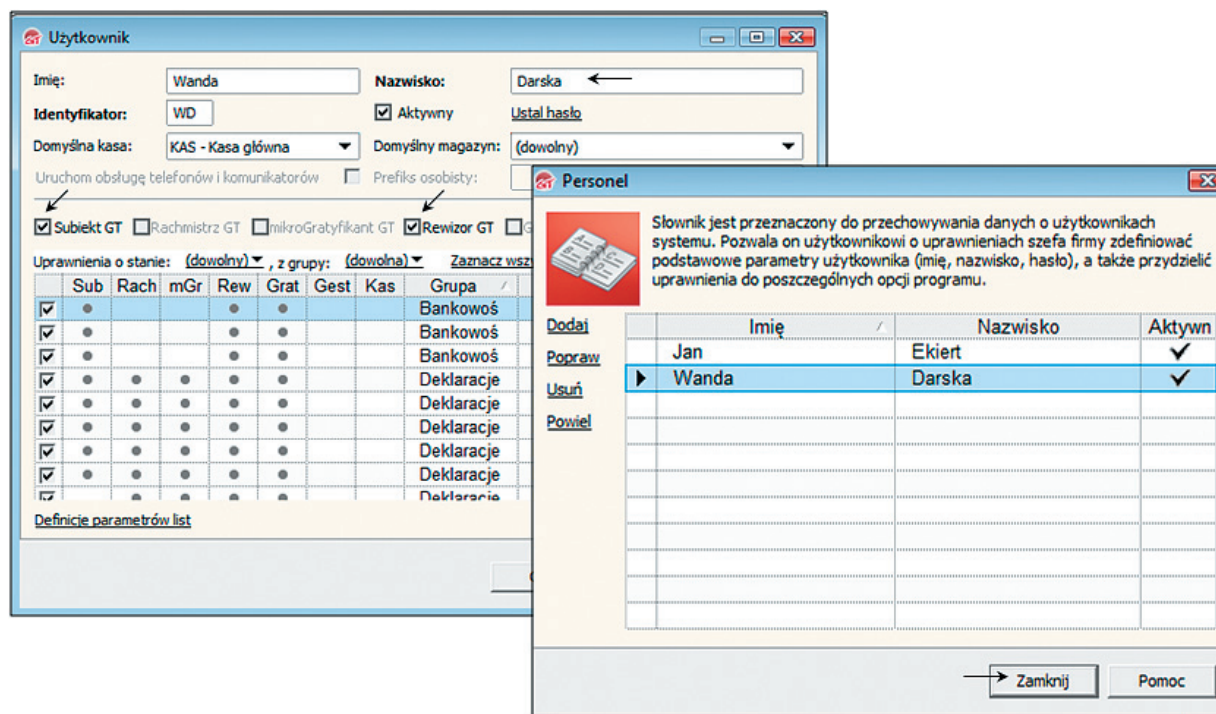 Użytkownik
Imię: Wanda Nazwisko: Darska
Identyfikator: WD Aktywny Ustal hasło
Domyślna kasa: KAS - Kasa główna Domyślny magazyn: (dowolny)
Uruchom obsługę telefonów i komunikatorów Prefiks osobisty:
Subiekt GT Rachmistrz GT mikroGratyfikant GT Rewizor GT
Uprawnienia o stanie: (dowolny) , z grupy: (dowolna) Zaznacz
Sub Rach mGr Rew Grat Gest Kas Grupa
Bankowoś
Bankowoś
Bankowoś
Deklaracje
Deklaracje
Deklaracje
Deklaracje
Deklaracje
Deklaracje
Definicje parametrów list
Personel
Słownik jest przeznaczony do przechowywania danych o użytkownikach
systemu. Pozwala on użytkownikowi o uprawnieniach szefa firmy zdefiniować
podstawowe parametry użytkownika (imię, nazwisko, hasło), a także przydzielić
uprawnienia do poszczególnych opcji programu.
Dodaj
Popraw
Usuń
Powiel
Imię Nazwisko Aktywn
Jan Ekiert
Wanda Darska
Zamknij Pomoc